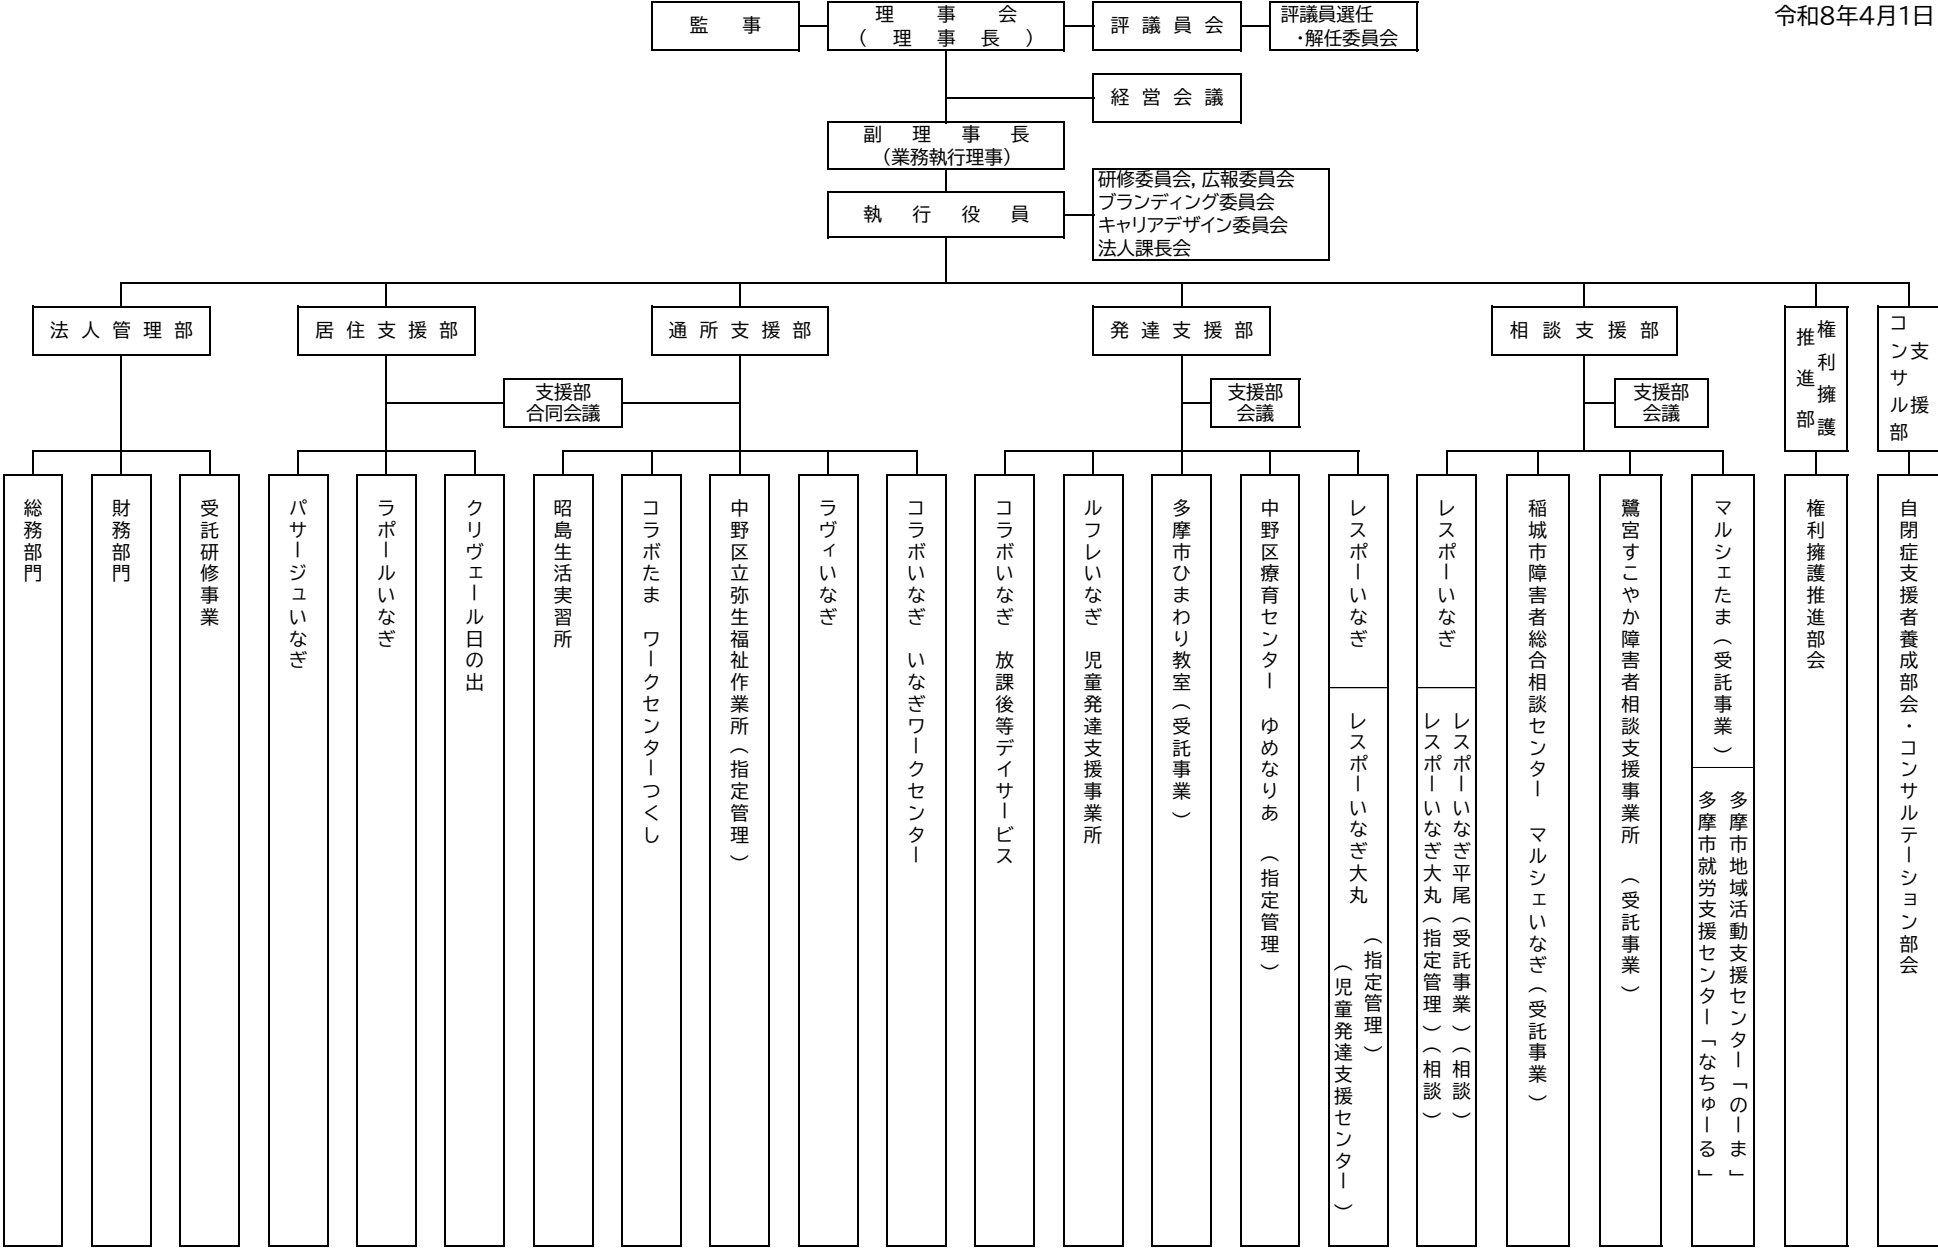 令和8年4月1日
監　事
理　事　会
（　理　事　長　）
評議員会
評議員選任
・解任委員会
経営会議
副　理　事　長
（業務執行理事）
執　行　役　員
研修委員会，広報委員会
ブランディング委員会
キャリアデザイン委員会
法人課長会
法人管理部
居住支援部
通所支援部
発達支援部
相談支援部
権利擁護
推進部
コンサル部
支援
支援部
合同会議
支援部
会議
支援部
会議
総務部門
財務部門
受託研修事業
パサージュいなぎ
ラポールいなぎ
クリヴェール日の出
昭島生活実習所
コラボたま　ワークセンターつくし
中野区立弥生福祉作業所（指定管理）
ラヴィいなぎ
コラボいなぎ　いなぎワークセンター
コラボいなぎ　放課後等デイサービス
ルフレいなぎ　児童発達支援事業所
多摩市ひまわり教室（受託事業）
中野区療育センター　ゆめなりあ　（指定管理）
レスポーいなぎ
レスポーいなぎ大丸
（指定管理）
（児童発達支援センター）
レスポーいなぎ
レスポーいなぎ平尾（受託事業）（相談）
レスポーいなぎ大丸（指定管理）（相談）
稲城市障害者総合相談センター　マルシェいなぎ（受託事業）
鷺宮すこやか障害者相談支援事業所　（受託事業）
マルシェたま（受託事業）
多摩市地域活動支援センター「のーま」
多摩市就労支援センター「なちゅーる」
権利擁護推進部会
自閉症支援者養成部会・コンサルテーション部会